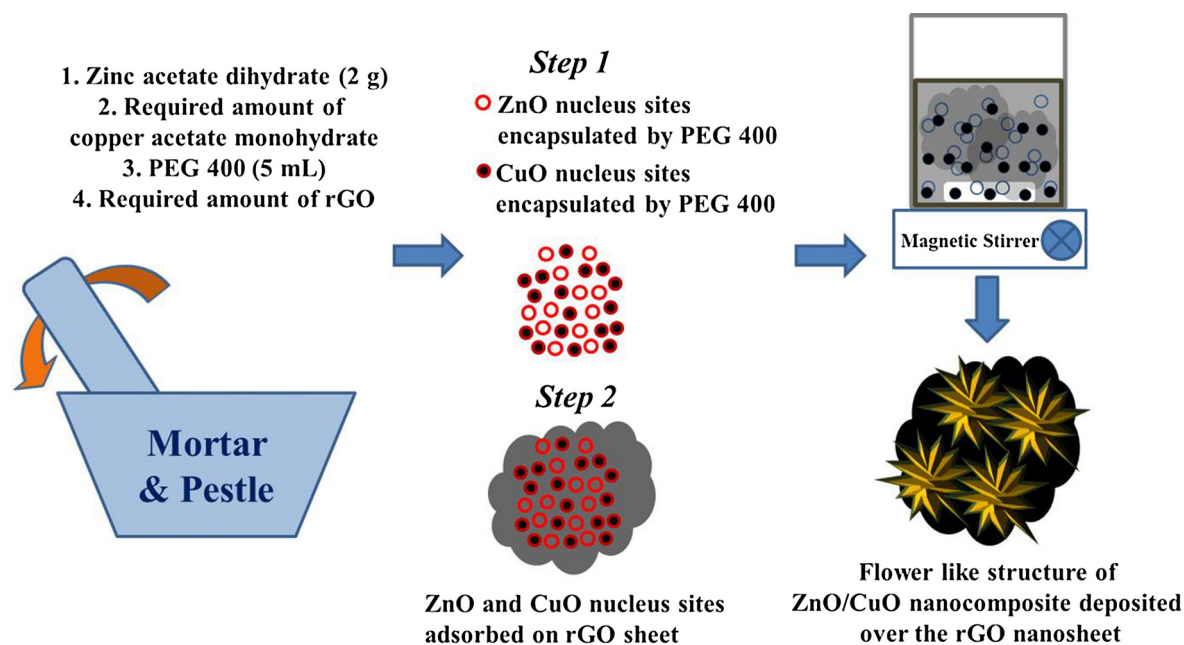 1. Zinc acetate dihydrate (2 g)
2. Required amount of
copper acetate monohydrate
3. PEG 400 (5 mL)
4. Required amount of rGO
Mortar
& Pestle
Step 1
ZnO nucleus sites
encapsulated by PEG 400
CuO nucleus sites
encapsulated by PEG 400
Step 2
ZnO and CuO nucleus sites
adsorbed on rGO sheet
Magnetic Stirrer
Flower like structure of
ZnO/CuO nanocomposite deposited
over the rGO nanosheet